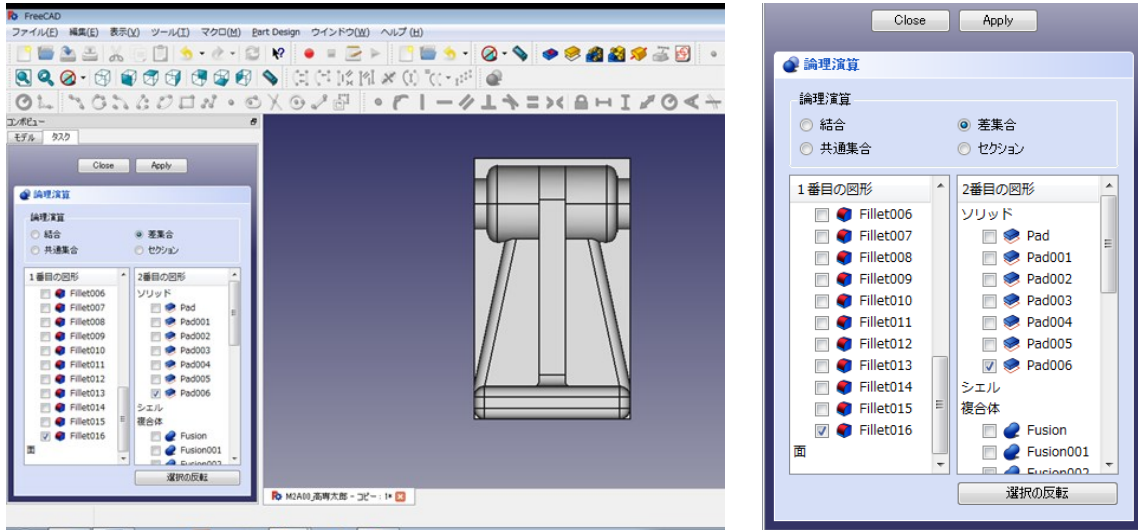 FreeCAD
ファイル(F) 編集(E) 表示(V) ツール(T) マクロ(M) Part Design ウインドウ(W) ヘルプ(H)
コンボビュー
モデル タスク
Close Apply
論理演算
論理演算
結合 差集合
共通集合 セクション
1番目の図形 2番目の図形
Fillet006 ソリッド
Fillet007 Pad
Fillet008 Pad001
Fillet009 Pad002
Fillet010 Pad003
Fillet011 Pad004
Fillet012 Pad005
Fillet013 Pad006
Fillet014 シェル
Fillet015 複合体
Fillet016 Fusion
面 Fusion001
Fusion002
選択の反転
M2A00_高専太郎 - コピー : 1*
Close Apply
論理演算
論理演算
結合 差集合
共通集合 セクション
1番目の図形 2番目の図形
Fillet006 ソリッド
Fillet007 Pad
Fillet008 Pad001
Fillet009 Pad002
Fillet010 Pad003
Fillet011 Pad004
Fillet012 Pad005
Fillet013 Pad006
Fillet014 シェル
Fillet015 複合体
Fillet016 Fusion
面 Fusion001
Fusion002
選択の反転